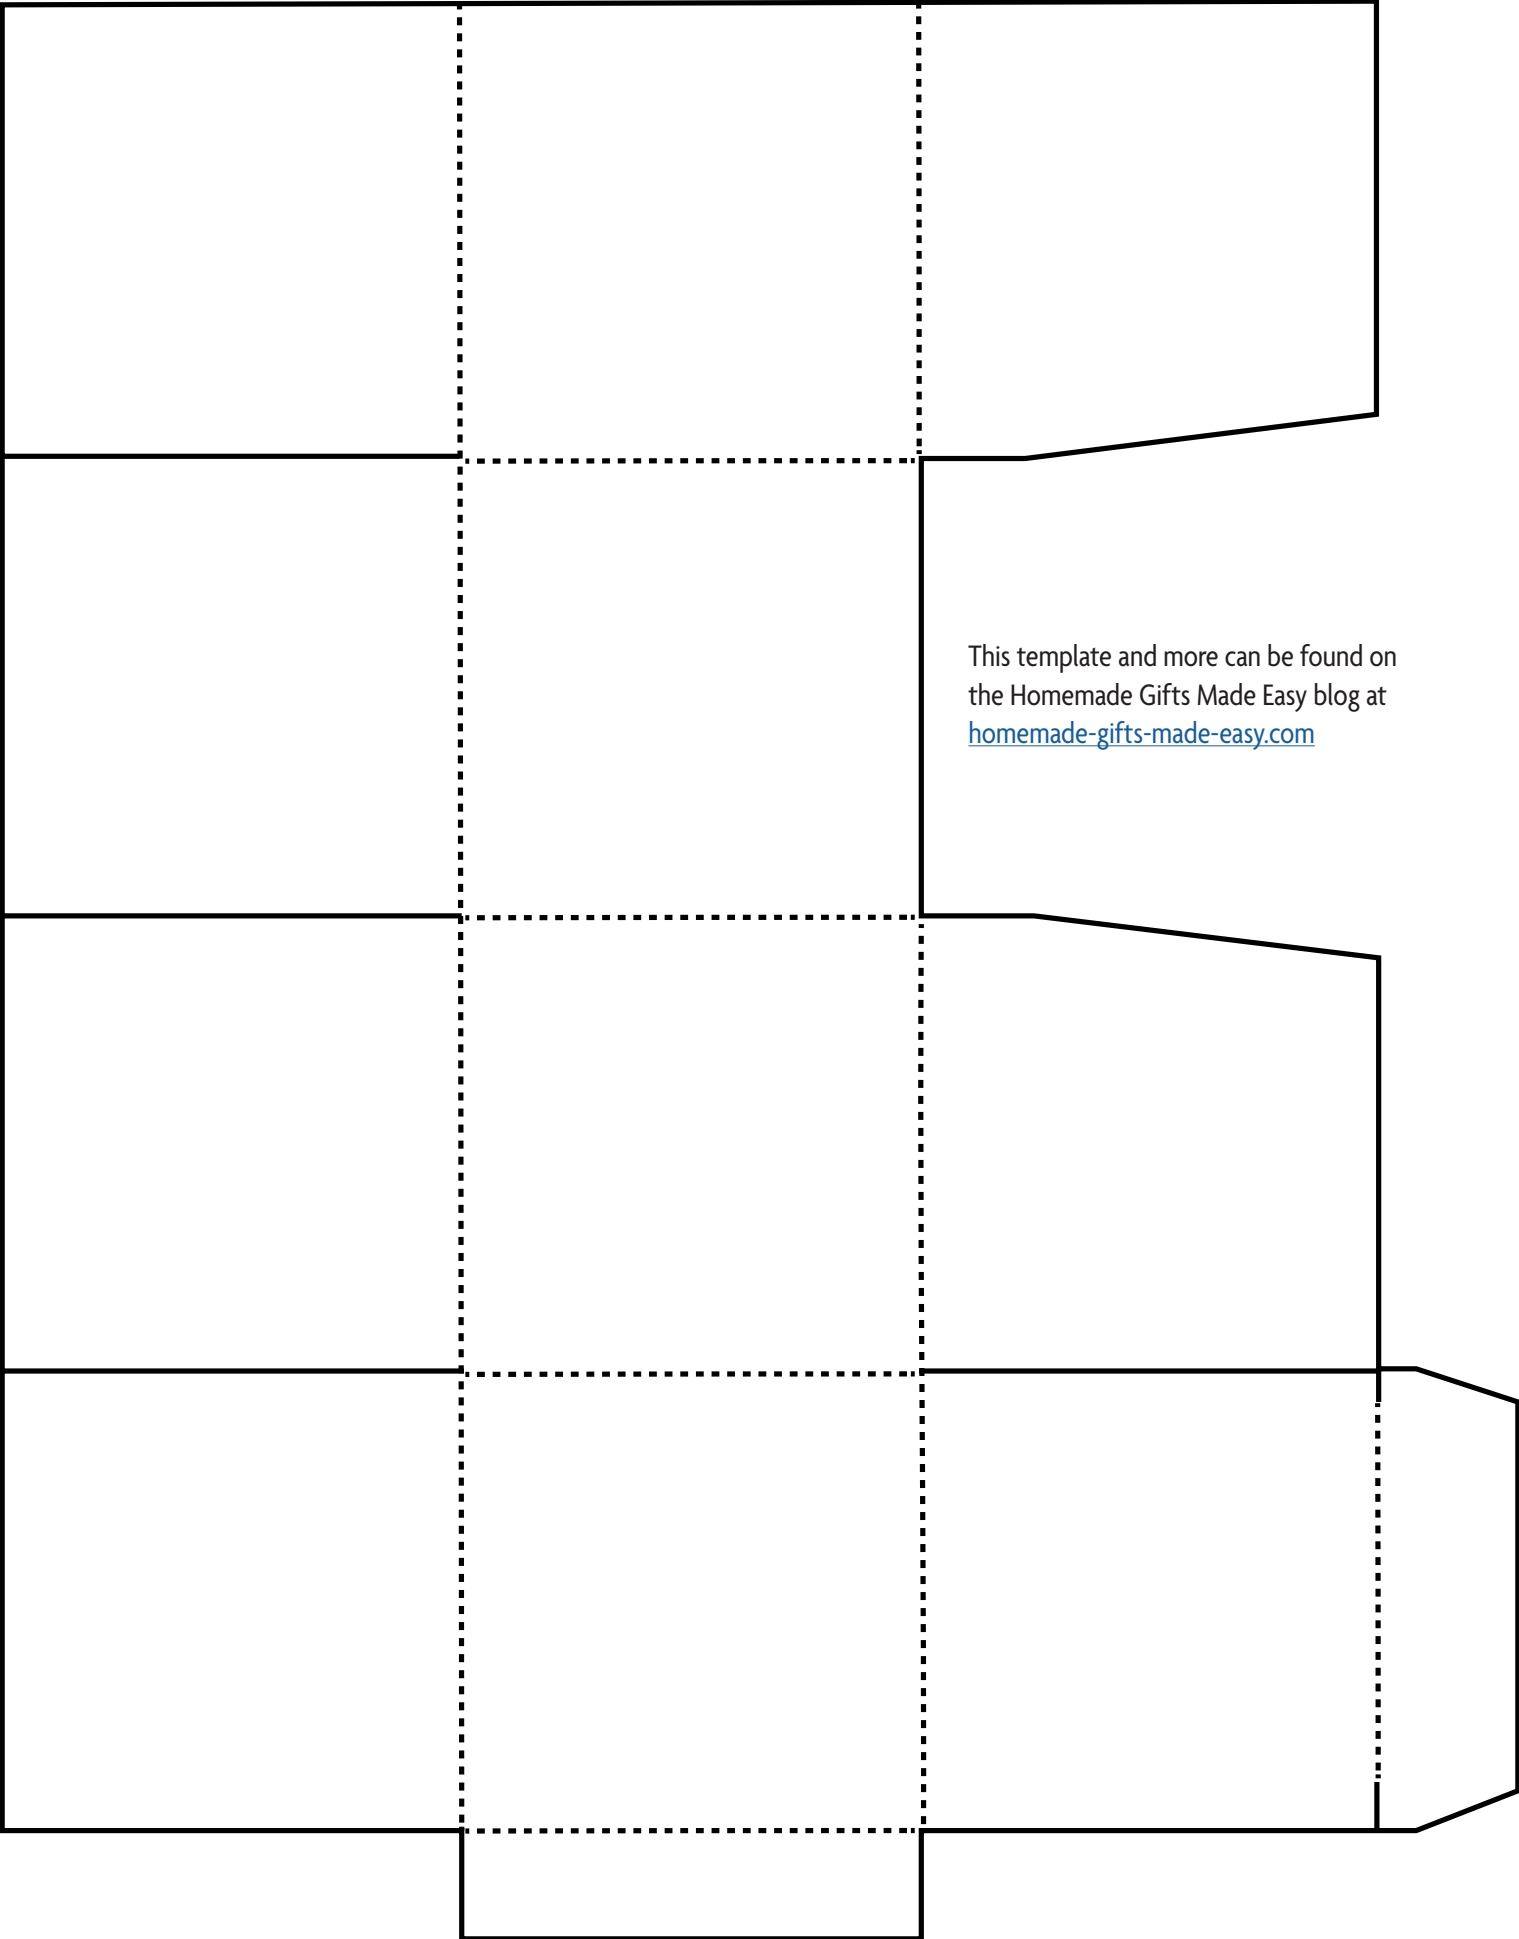 This template and more can be found on
the Homemade Gifts Made Easy blog at
homemade-gifts-made-easy.com